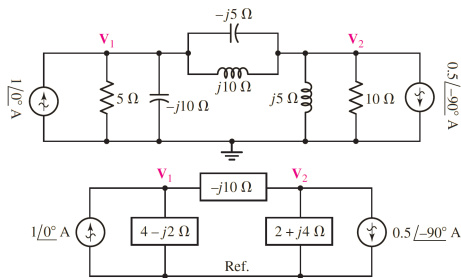 –j5 Ω
V1
V2
j10 Ω
1/0° A
5 Ω
–j10 Ω
j5 Ω
10 Ω
0.5/–90° A
V1
V2
–j10 Ω
1/0° A
4 – j2 Ω
2 + j4 Ω
0.5/–90° A
Ref.